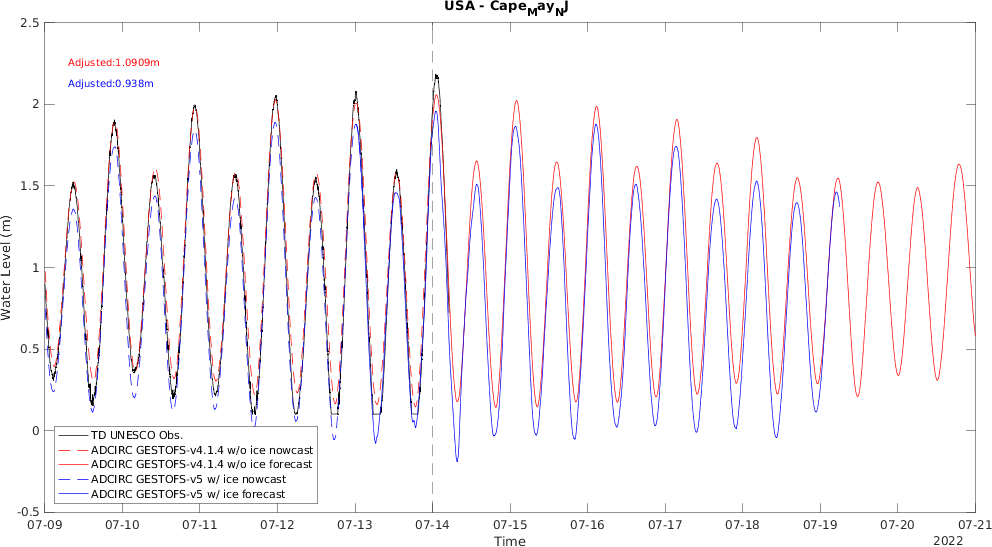 USA - Cape_May_NJ
2.5
Adjusted:1.0909m
Adjusted:0.938m
2
1.5
Water Level (m)
1
0.5
0
TD UNESCO Obs.
ADCIRC GESTOFS-v4.1.4 w/o ice nowcast
ADCIRC GESTOFS-v4.1.4 w/o ice forecast
ADCIRC GESTOFS-v5 w/ ice nowcast
ADCIRC GESTOFS-v5 w/ ice forecast
-0.5
07-09 07-10 07-11 07-12 07-13 07-14 07-15 07-16 07-17 07-18 07-19 07-20 07-21
Time
2022